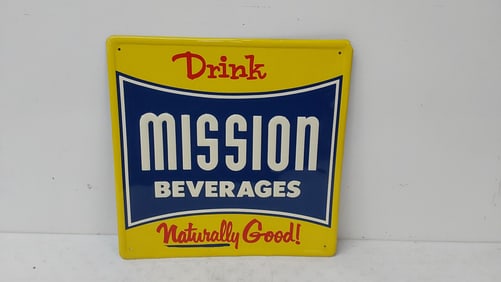 Drink
MISSION
BEVERAGES
Naturally Good!